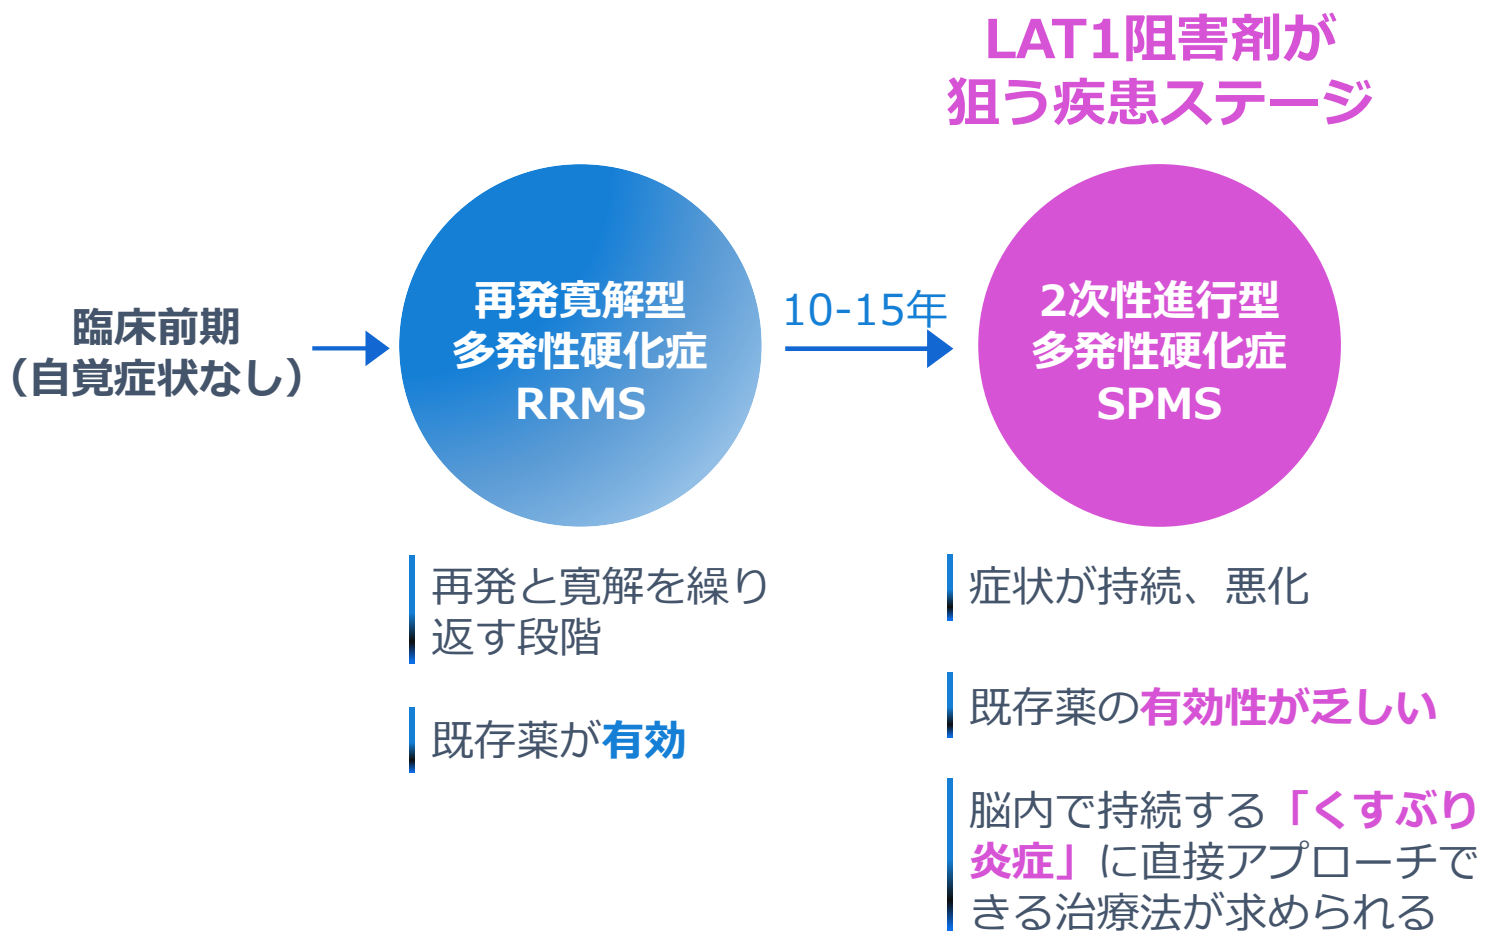 LAT1阻害剤が
狙う疾患ステージ
臨床前期
（自覚症状なし）
再発寛解型
多発性硬化症
RRMS
10-15年
2次性進行型
多発性硬化症
SPMS
再発と寛解を繰り
返す段階
既存薬が有効
症状が持続、悪化
既存薬の有効性が乏しい
脳内で持続する「くすぶり
炎症」に直接アプローチで
きる治療法が求められる